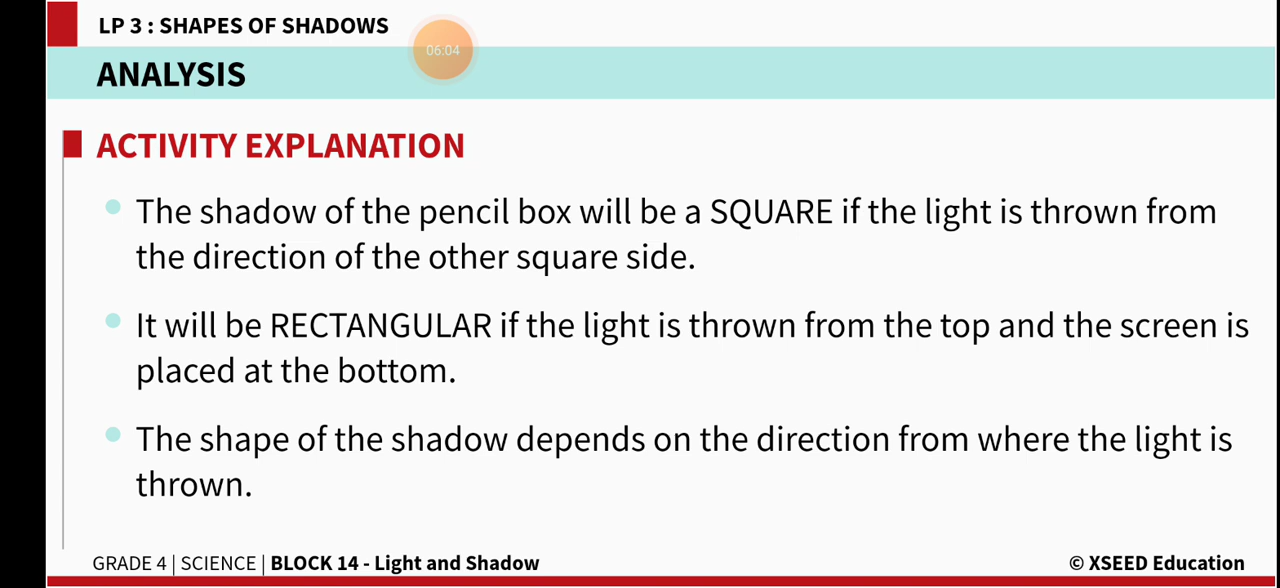 LP 3 : SHAPES OF SHADOWS
06:04
ANALYSIS
ACTIVITY EXPLANATION
The shadow of the pencil box will be a SQUARE if the light is thrown from
the direction of the other square side.
It will be RECTANGULAR if the light is thrown from the top and the screen is
placed at the bottom.
The shape of the shadow depends on the direction from where the light is
thrown.
GRADE 4 | SCIENCE | BLOCK 14 - Light and Shadow
© XSEED Education